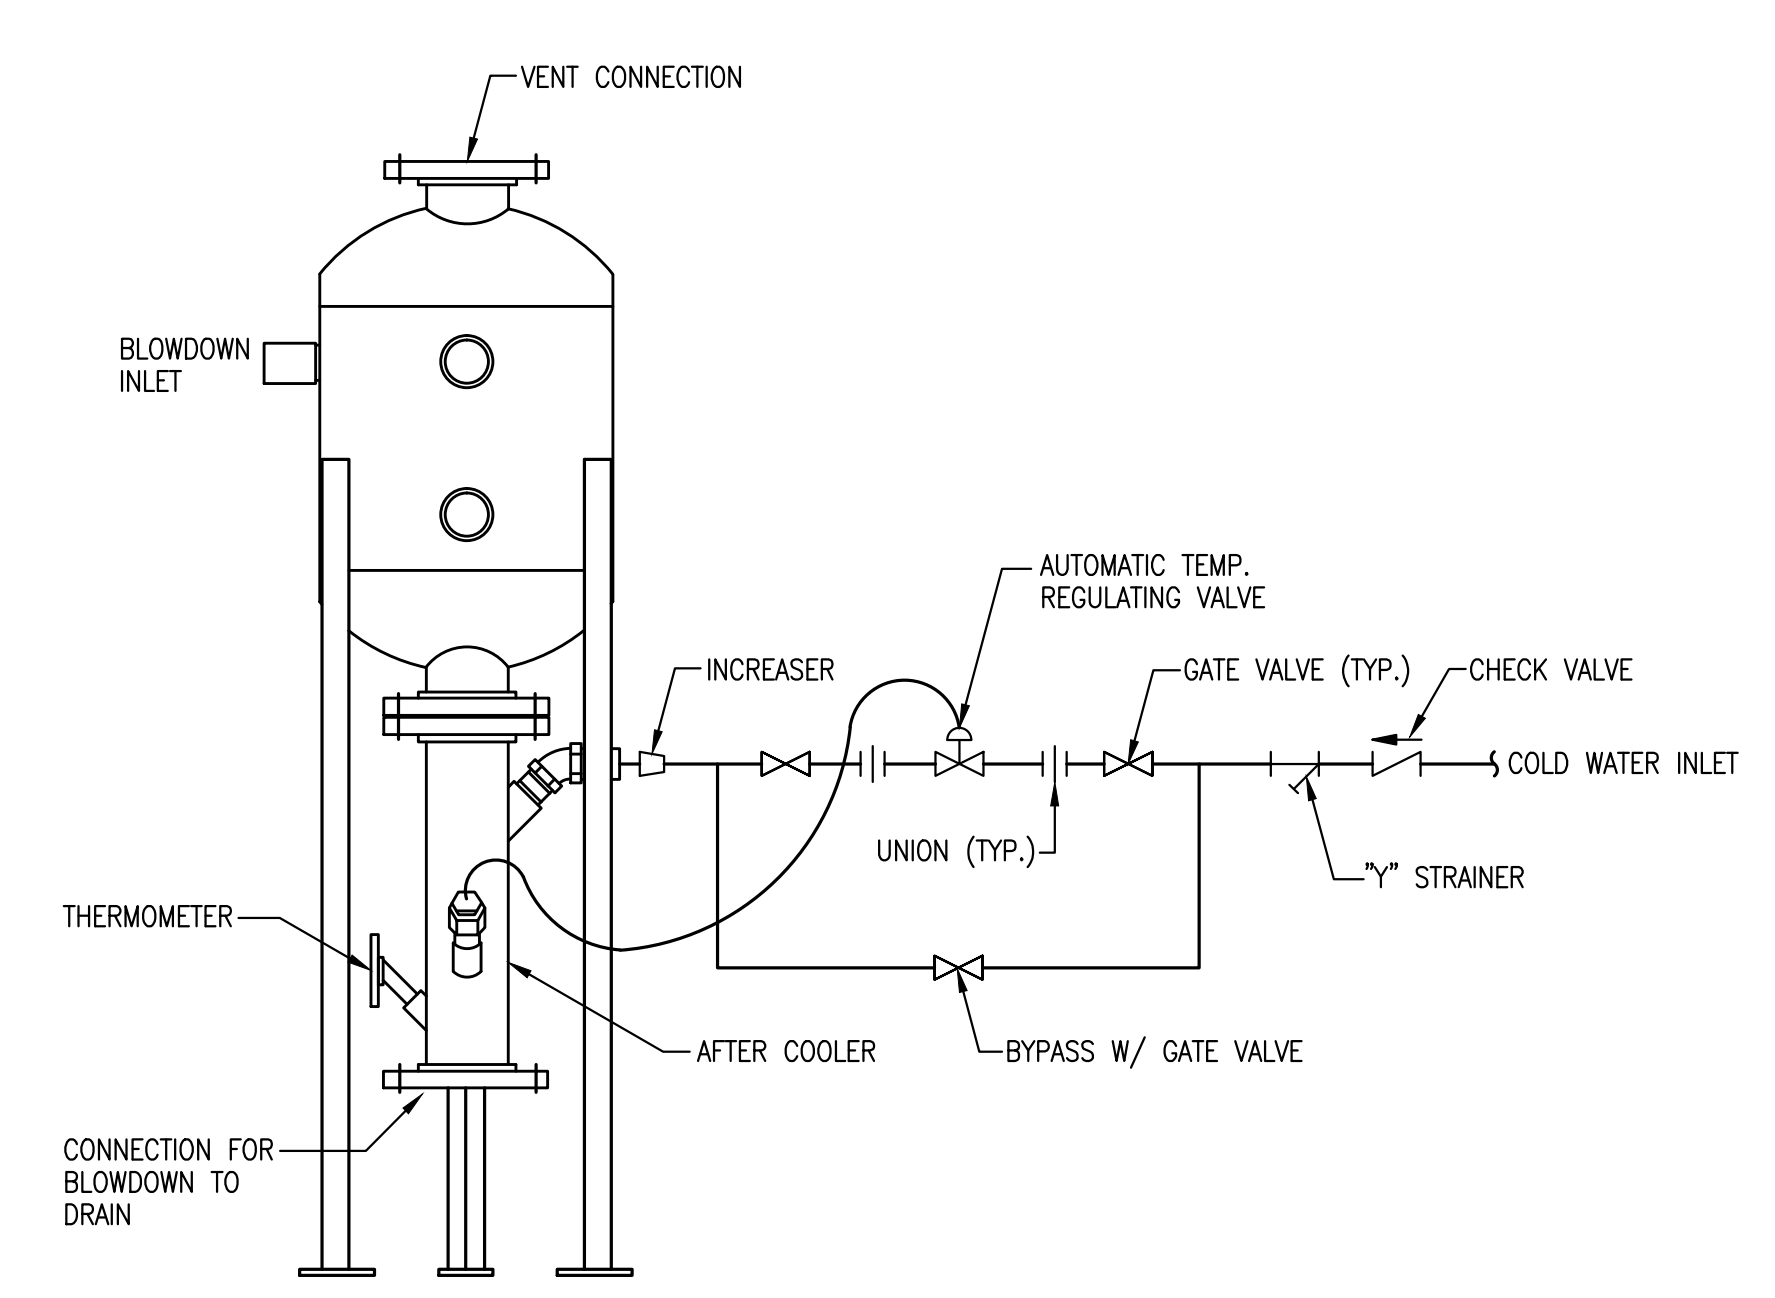 VENT CONNECTION
BLOWDOWN
INLET
AUTOMATIC TEMP.
REGULATING VALVE
INCREASER
GATE VALVE (TYP.)
CHECK VALVE
COLD WATER INLET
UNION (TYP.)
"Y" STRAINER
THERMOMETER
AFTER COOLER
BYPASS W/ GATE VALVE
CONNECTION FOR
BLOWDOWN TO
DRAIN